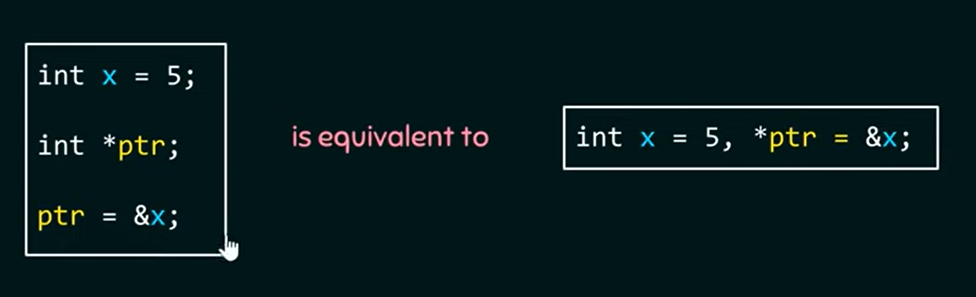 int x = 5;
int *ptr;
ptr = &x;
is equivalent to
int x = 5, *ptr = &x;